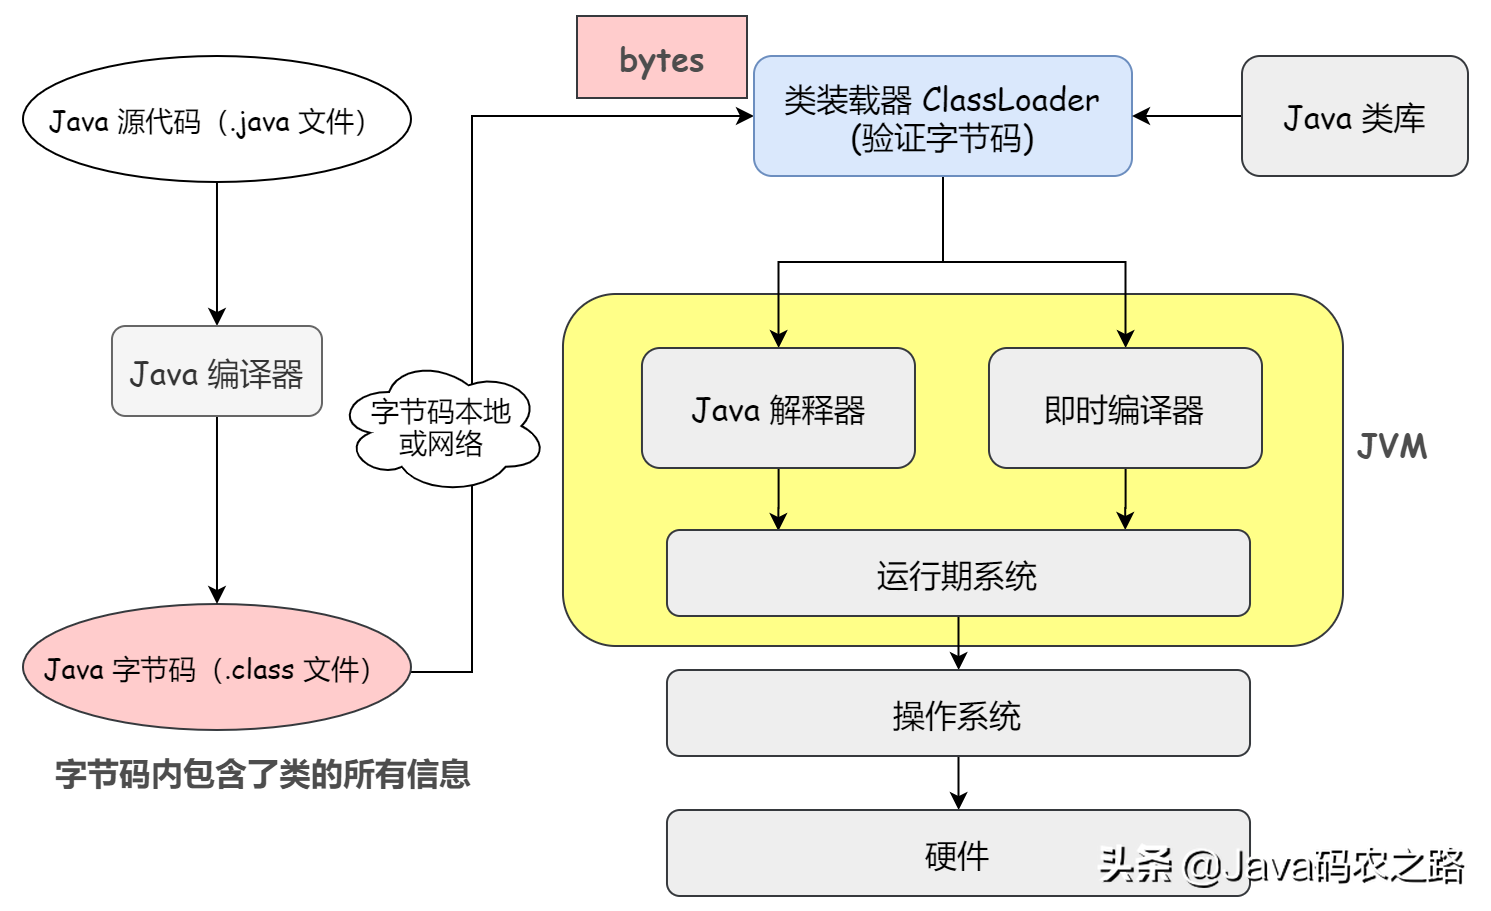 bytes
Java 源代码（.java 文件）
类装载器 ClassLoader
(验证字节码)
Java 类库
Java 编译器
字节码本地
或网络
Java 解释器
即时编译器
JVM
运行期系统
Java 字节码（.class 文件）
操作系统
字节码内包含了类的所有信息
硬件
头条 @Java码农之路